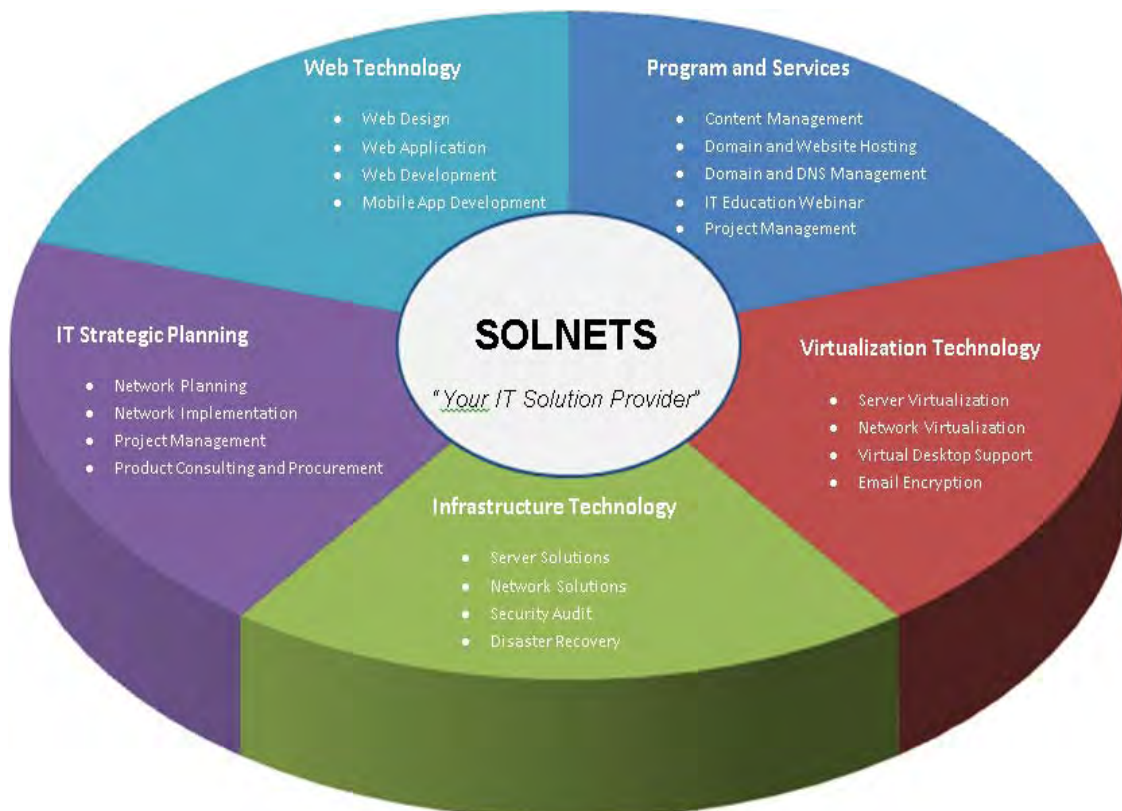 Web Technology
• Web Design
• Web Application
• Web Development
• Mobile App Development
Program and Services
• Content Management
• Domain and Website Hosting
• Domain and DNS Management
• IT Education Webinar
• Project Management
IT Strategic Planning
• Network Planning
• Network Implementation
• Project Management
• Product Consulting and Procurement
SOLNETS
"Your IT Solution Provider"
Virtualization Technology
• Server Virtualization
• Network Virtualization
• Virtual Desktop Support
• Email Encryption
Infrastructure Technology
• Server Solutions
• Network Solutions
• Security Audit
• Disaster Recovery